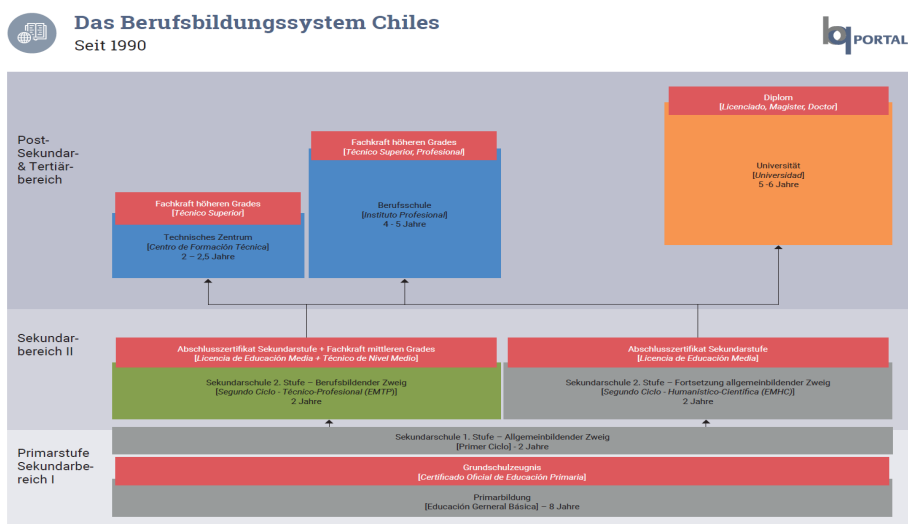 Das Berufsbildungssystem Chiles
Seit 1990
bq PORTAL
Post-
Sekundar-
& Tertiär-
bereich
Diplom
[Licenciado, Magister, Doctor]
Universität
[Universidad]
5 -6 Jahre
Fachkraft höheren Grades
[Técnico Superior, Profesional]
Berufsschule
[Instituto Profesional]
4 - 5 Jahre
Fachkraft höheren Grades
[Técnico Superior]
Technisches Zentrum
[Centro de Formación Técnica]
2 – 2,5 Jahre
Sekundar-
bereich II
Abschlusszertifikat Sekundarstufe + Fachkraft mittleren Grades
[Licencia de Educación Media + Técnico de Nivel Medio]
Sekundarschule 2. Stufe – Berufsbildender Zweig
[Segundo Ciclo - Técnico-Profesional (EMTP)]
2 Jahre
Abschlusszertifikat Sekundarstufe
[Licencia de Educación Media]
Sekundarschule 2. Stufe – Fortsetzung allgemeinbildender Zweig
[Segundo Ciclo - Humanístico-Científica (EMHC)]
2 Jahre
Primarstufe
Sekundarbe-
reich I
Sekundarschule 1. Stufe – Allgemeinbildender Zweig
[Primer Ciclo] - 2 Jahre
Grundschulzeugnis
[Certificado Oficial de Educación Primaria]
Primarbildung
[Educación Gerneral Básica] – 8 Jahre